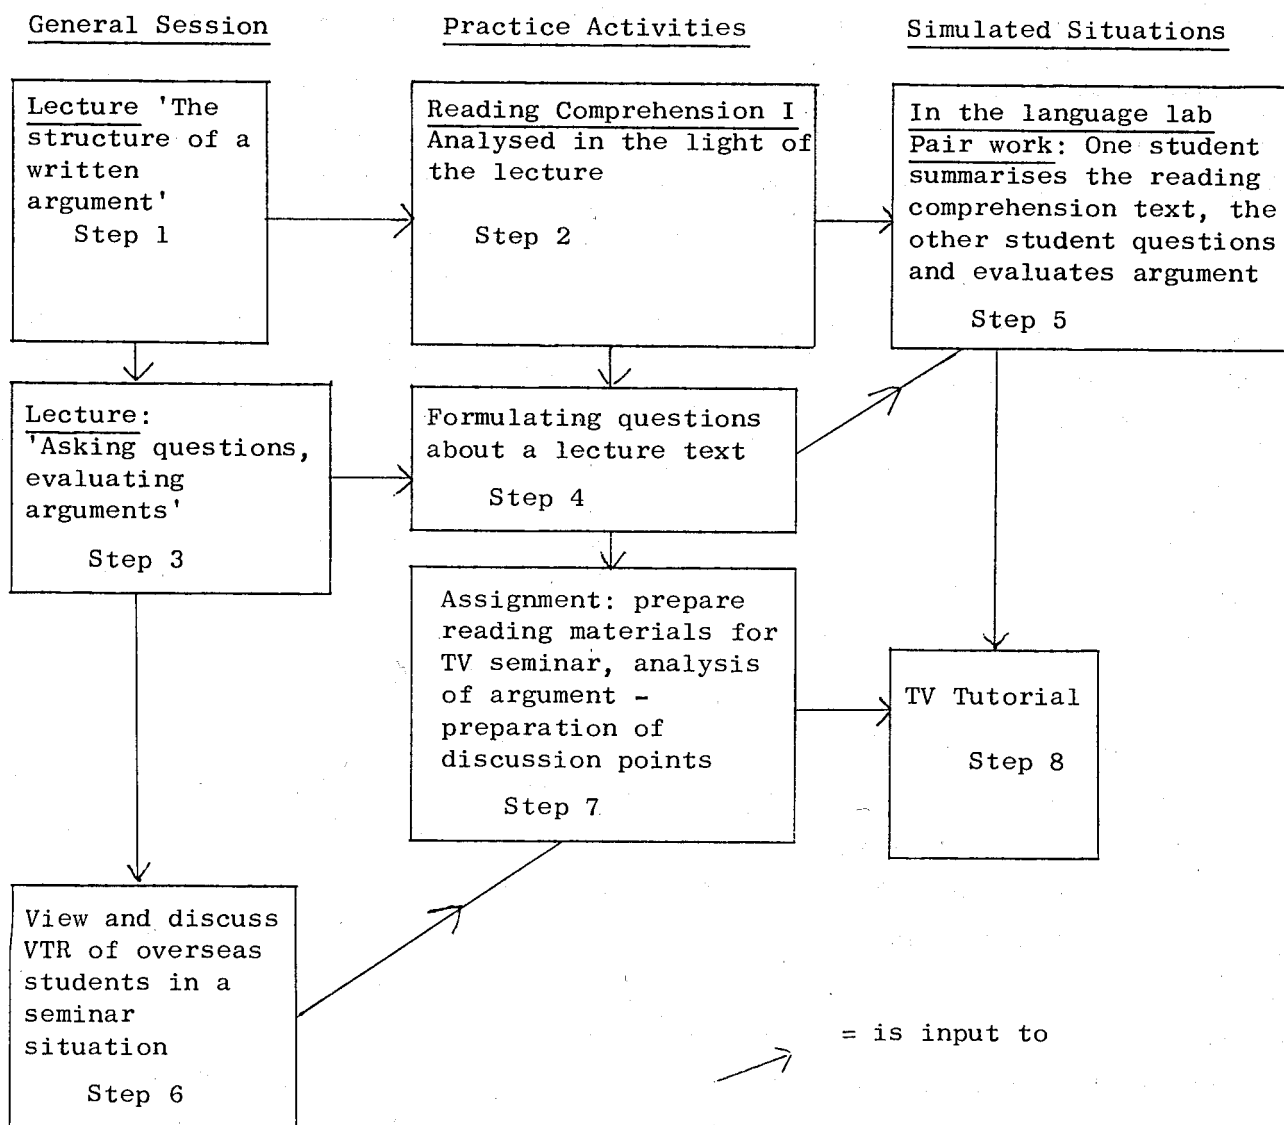 General Session
Practice Activities
Simulated Situations
Lecture 'The
structure of a
written
argument'
Step 1
Reading Comprehension I
Analysed in the light of
the lecture
Step 2
In the language lab
Pair work: One student
summarises the reading
comprehension text, the
other student questions
and evaluates argument
Step 5
Lecture:
'Asking questions,
evaluating
arguments'
Step 3
Formulating questions
about a lecture text
Step 4
Assignment: prepare
reading materials for
TV seminar, analysis
of argument -
preparation of
discussion points
Step 7
TV Tutorial
Step 8
View and discuss
VTR of overseas
students in a
seminar
situation
Step 6
= is input to